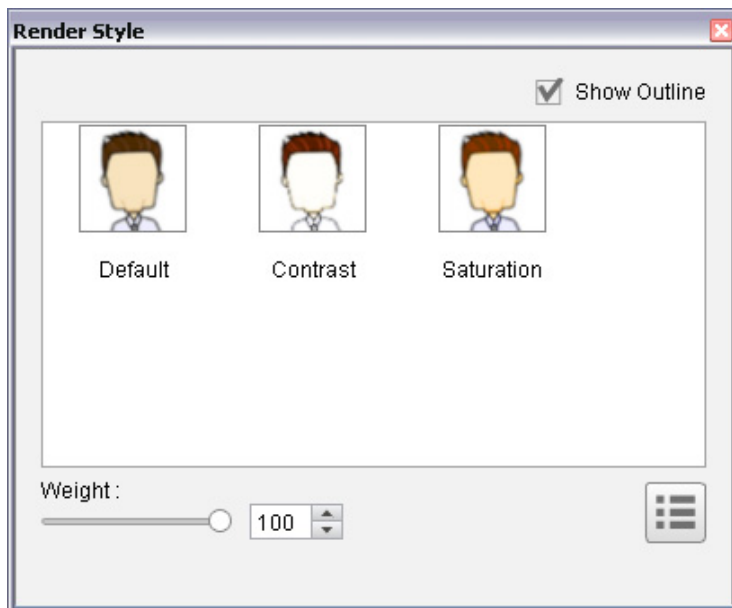 Render Style
Show Outline
Default Contrast Saturation
Weight :
100